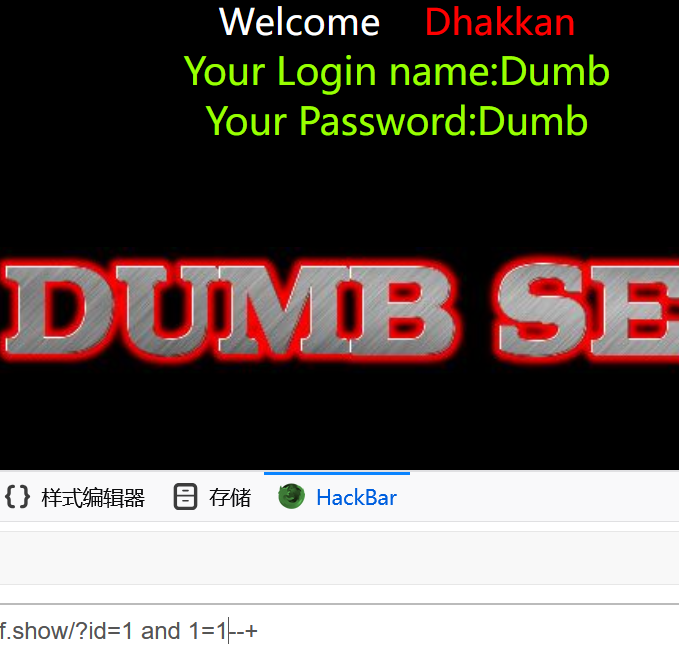 Welcome Dhakkan
Your Login name:Dumb
Your Password:Dumb
DUMB SE
{} 样式编辑器 存储 HackBar
f.show/?id=1 and 1=1--+